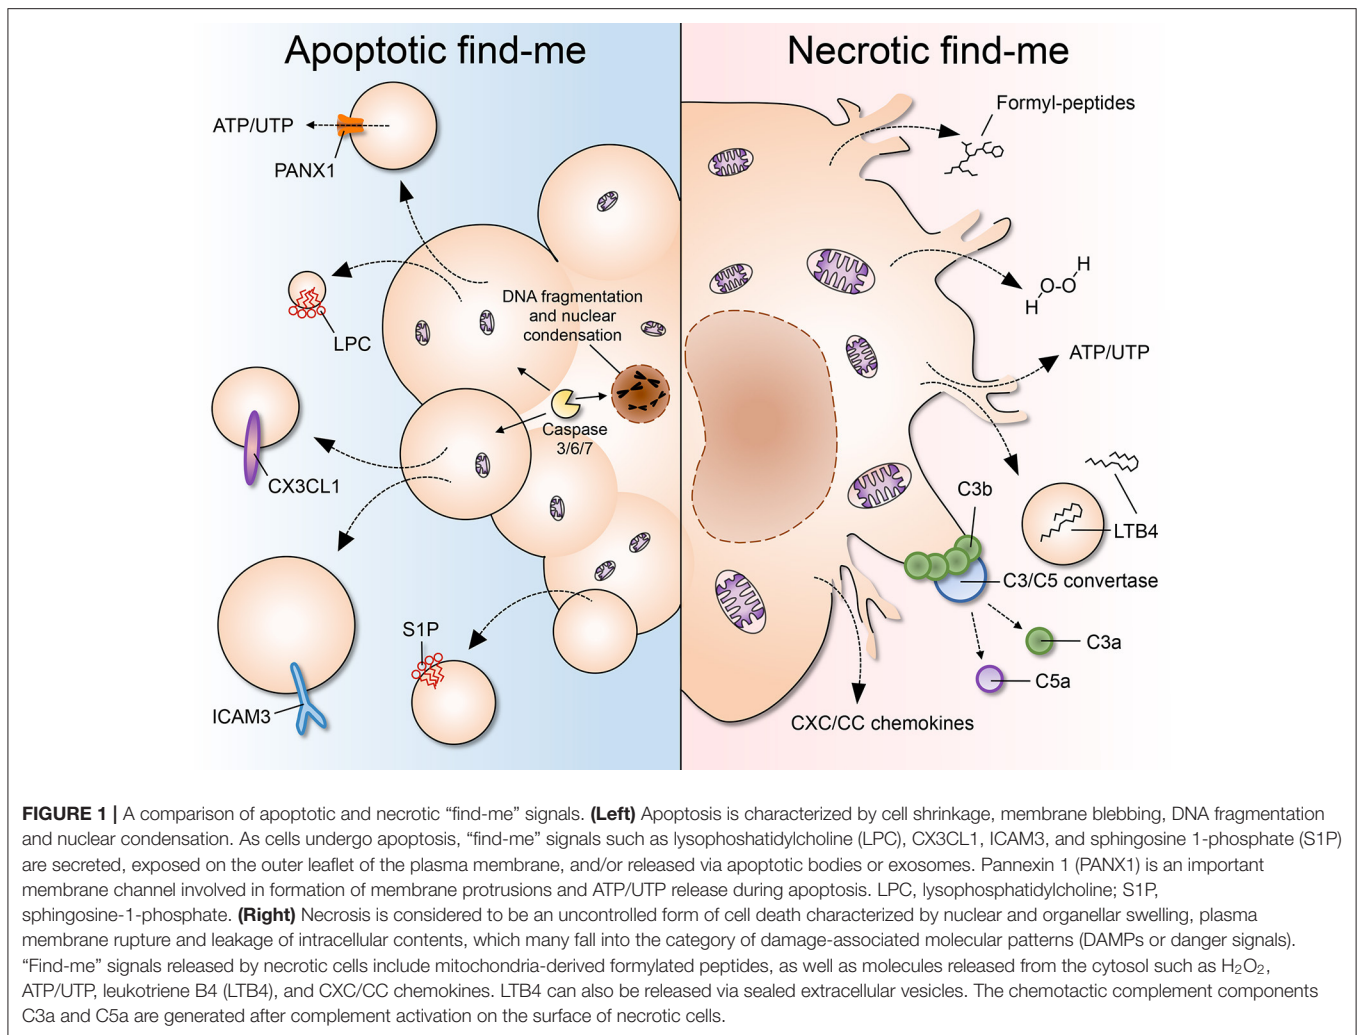 Apoptotic find-me
Necrotic find-me
ATP/UTP
PANX1
LPC
CX3CL1
ICAM3
S1P
DNA fragmentation
and nuclear
condensation
Caspase
3/6/7
Formyl-peptides
H
O-O
H
ATP/UTP
LTB4
C3b
C3/C5 convertase
C3a
C5a
CXC/CC chemokines
FIGURE 1 | A comparison of apoptotic and necrotic “find-me” signals. (Left) Apoptosis is characterized by cell shrinkage, membrane blebbing, DNA fragmentation
and nuclear condensation. As cells undergo apoptosis, “find-me” signals such as lysophoshatidylcholine (LPC), CX3CL1, ICAM3, and sphingosine 1-phosphate (S1P)
are secreted, exposed on the outer leaflet of the plasma membrane, and/or released via apoptotic bodies or exosomes. Pannexin 1 (PANX1) is an important
membrane channel involved in formation of membrane protrusions and ATP/UTP release during apoptosis. LPC, lysophosphatidylcholine; S1P,
sphingosine-1-phosphate. (Right) Necrosis is considered to be an uncontrolled form of cell death characterized by nuclear and organellar swelling, plasma
membrane rupture and leakage of intracellular contents, which many fall into the category of damage-associated molecular patterns (DAMPs or danger signals).
“Find-me” signals released by necrotic cells include mitochondria-derived formylated peptides, as well as molecules released from the cytosol such as H₂O₂,
ATP/UTP, leukotriene B4 (LTB4), and CXC/CC chemokines. LTB4 can also be released via sealed extracellular vesicles. The chemotactic complement components
C3a and C5a are generated after complement activation on the surface of necrotic cells.